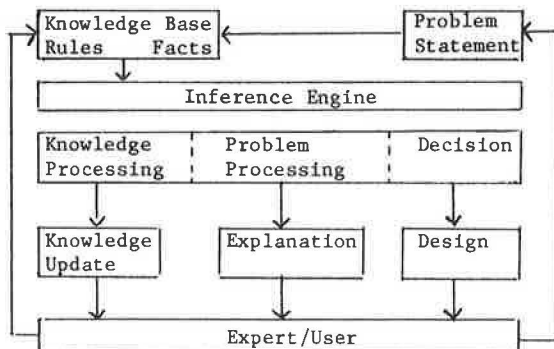 Knowledge Base
Rules Facts
Problem
Statement
Inference Engine
Knowledge
Processing
Problem
Processing
Decision
Knowledge
Update
Explanation
Design
Expert/User